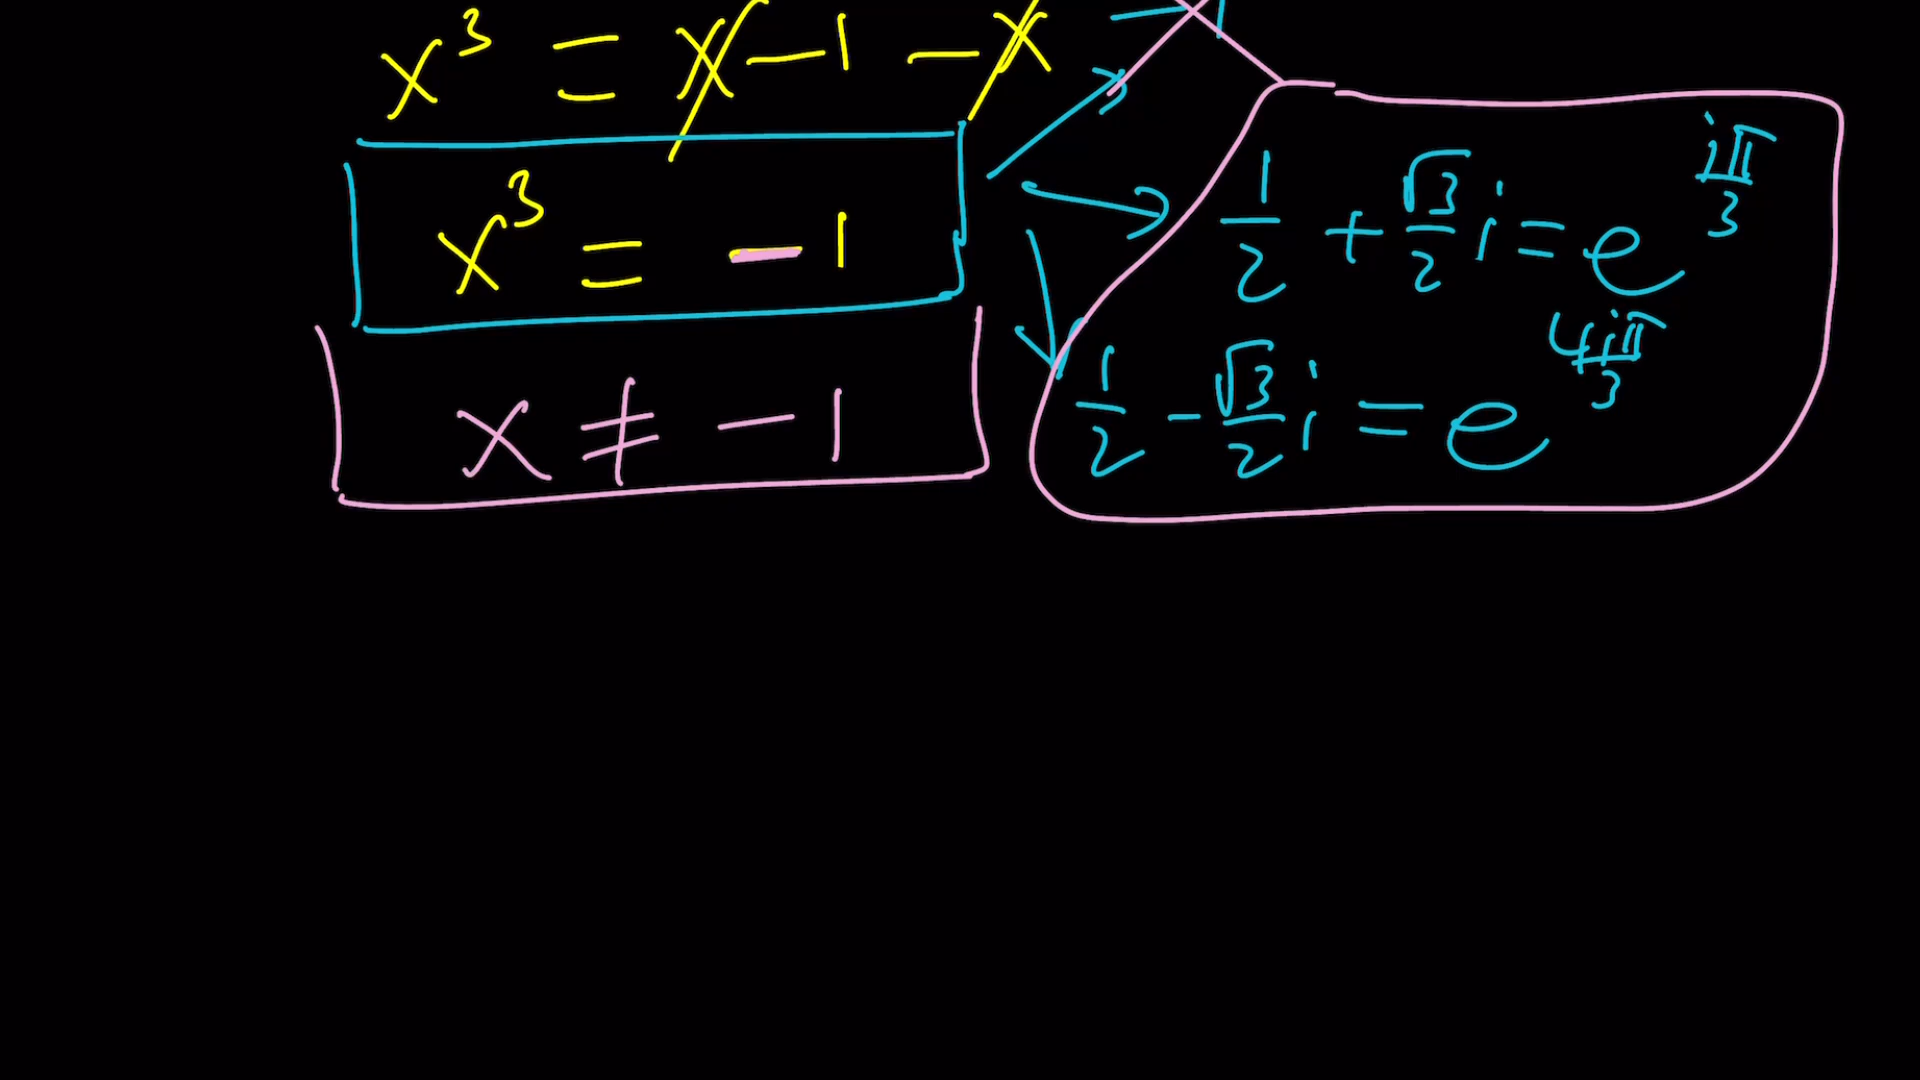 x³ = x - 1 - x
x³ = -1
x ≠ -1
1/2 + √3/2 i = e^(iπ/3)
1/2 - √3/2 i = e^(4iπ/3)